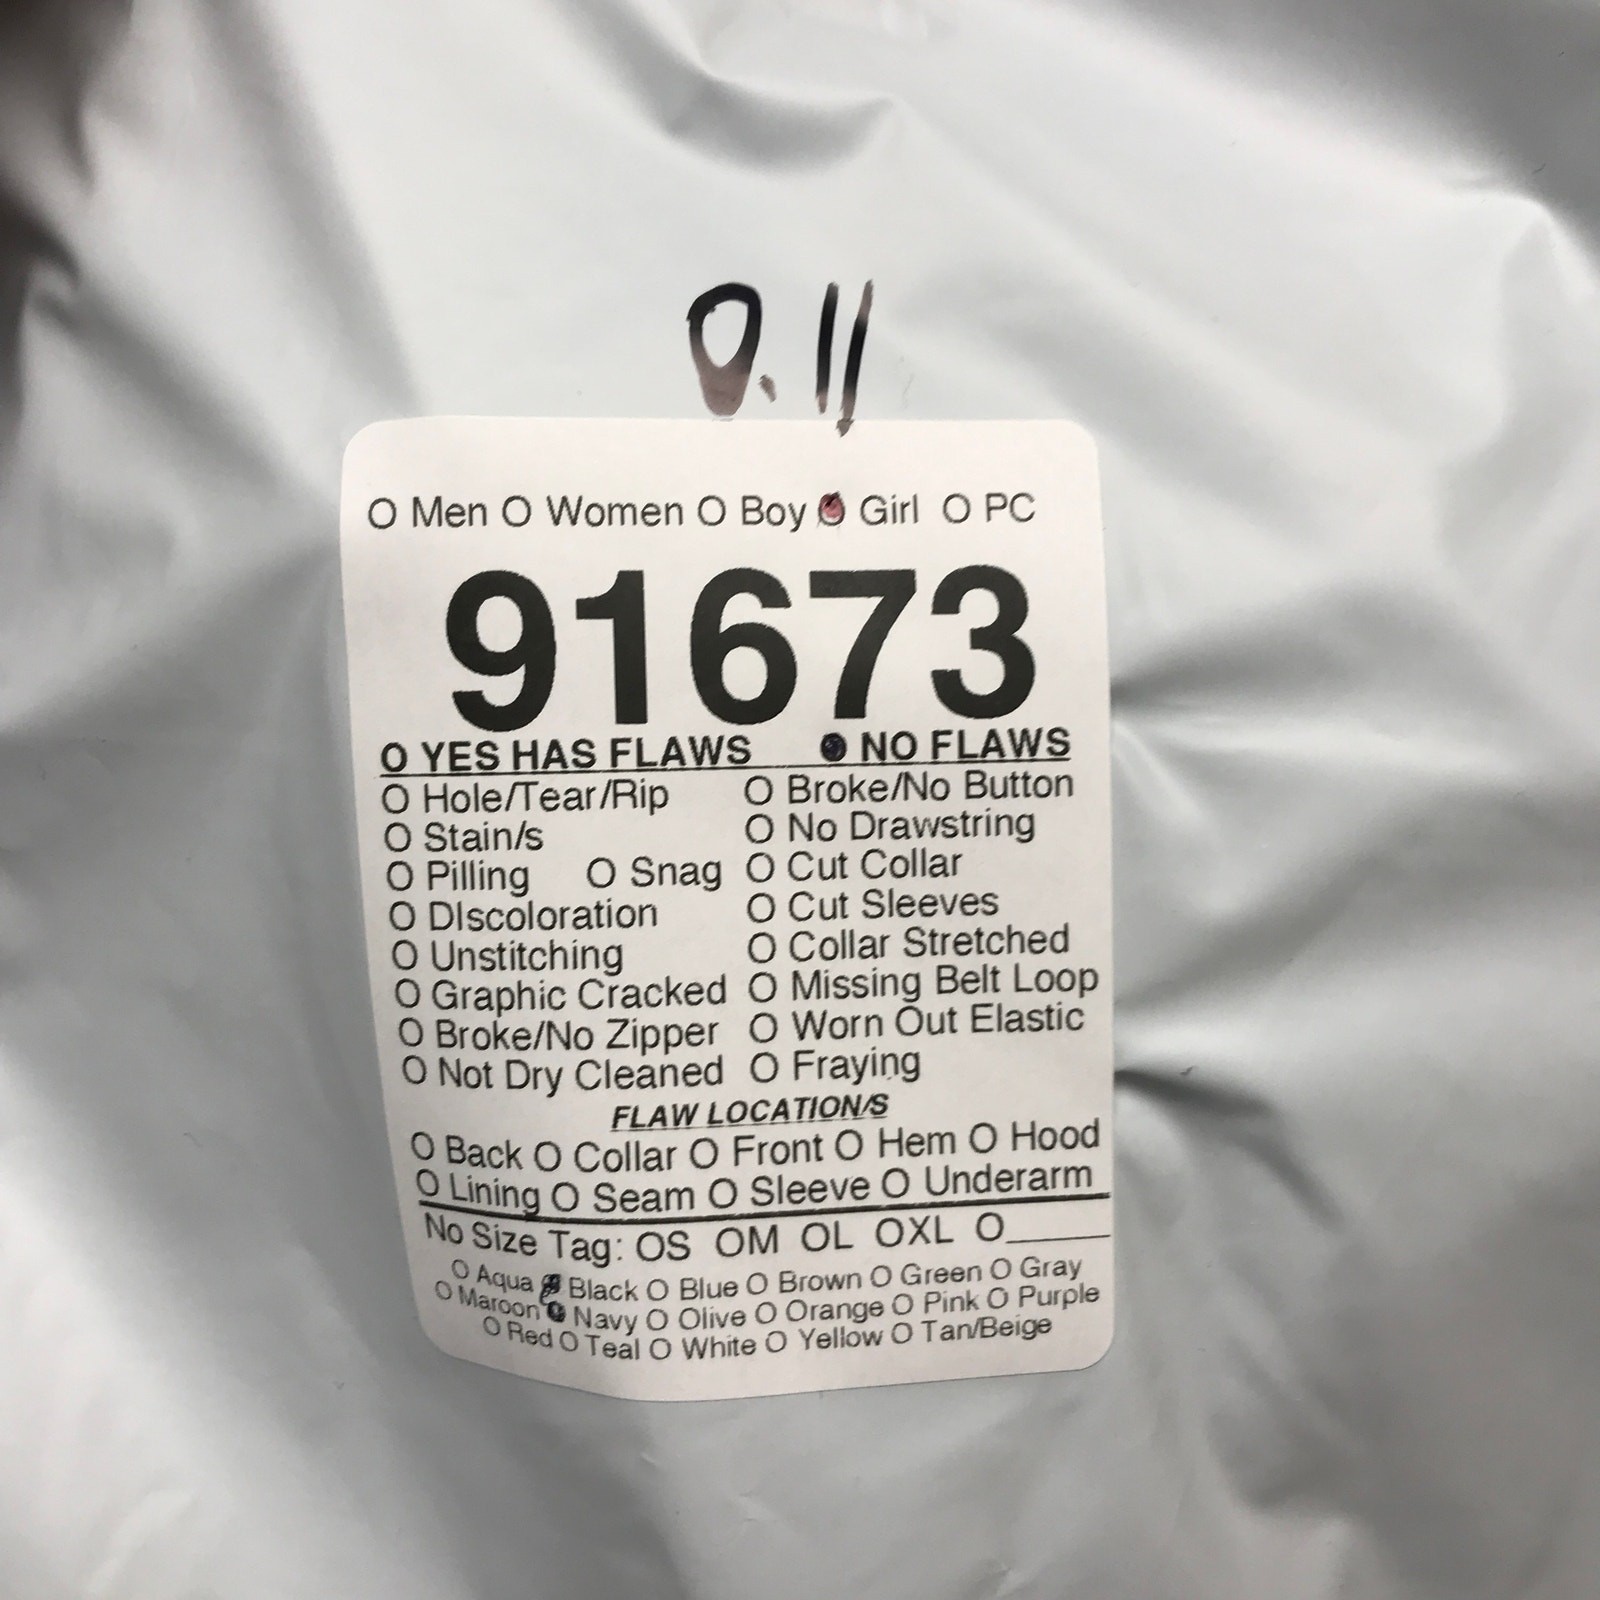 0.11
O Men O Women O Boy O Girl O PC
91673
O YES HAS FLAWS O NO FLAWS
O Hole/Tear/Rip O Broke/No Button
O Stain/s O No Drawstring
O Pilling O Snag O Cut Collar
O DIscoloration O Cut Sleeves
O Unstitching O Collar Stretched
O Graphic Cracked O Missing Belt Loop
O Broke/No Zipper O Worn Out Elastic
O Not Dry Cleaned O Fraying
FLAW LOCATION/S
O Back O Collar O Front O Hem O Hood
O Lining O Seam O Sleeve O Underarm
No Size Tag: OS OM OL OXL O_____
O Aqua O Black O Blue O Brown O Green O Gray
O Maroon O Navy O Olive O Orange O Pink O Purple
O Red O Teal O White O Yellow O Tan/Beige